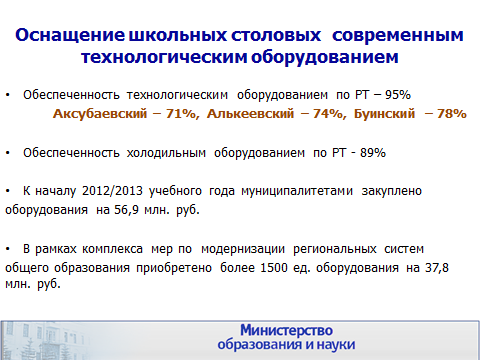 Оснащение школьных столовых современным
технологическим оборудованием
• Обеспеченность технологическим оборудованием по РТ – 95%
Аксубаевский – 71%, Алькеевский – 74%, Буинский – 78%
• Обеспеченность холодильным оборудованием по РТ - 89%
• К началу 2012/2013 учебного года муниципалитетами закуплено
оборудования на 56,9 млн. руб.
• В рамках комплекса мер по модернизации региональных систем
общего образования приобретено более 1500 ед. оборудования на 37,8
млн. руб.
Министерство
образования и науки